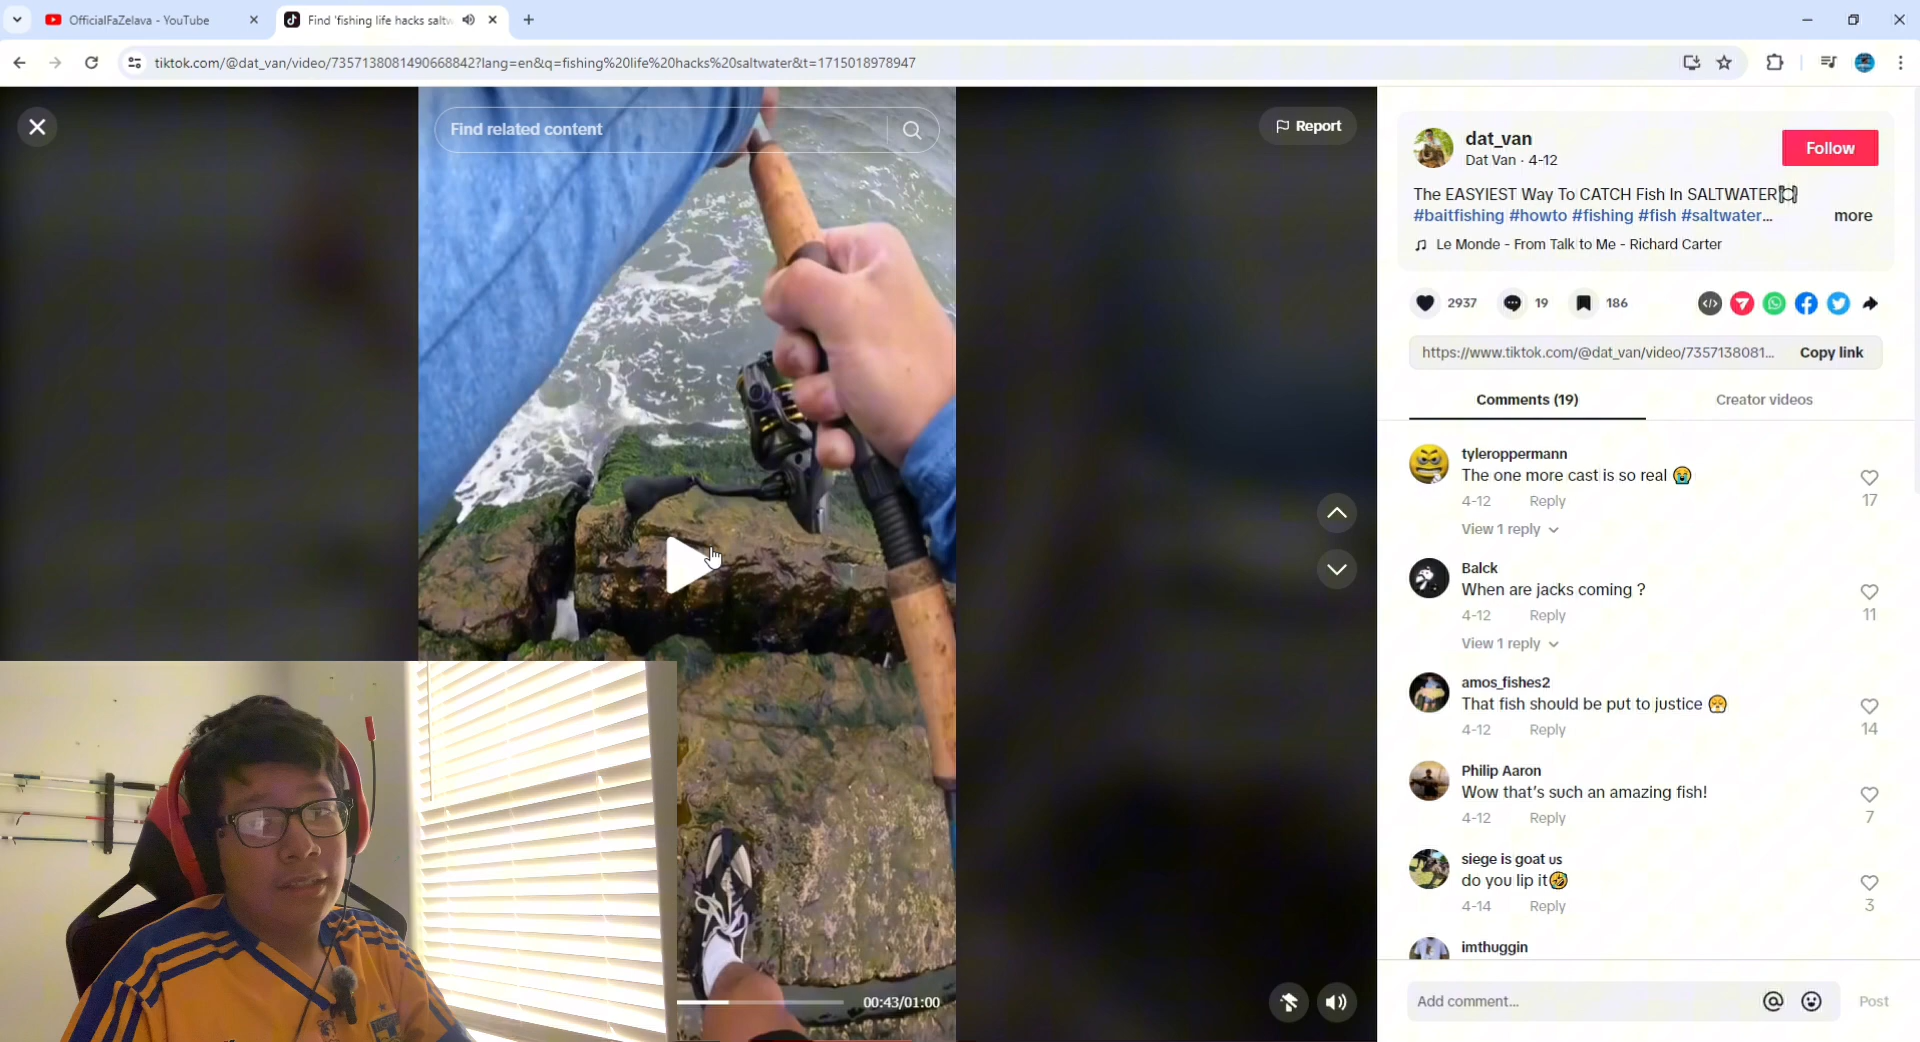 OfficialFaZelava - YouTube
Find 'fishing life hacks saltw
tiktok.com/@dat_van/video/7357138081490668842?lang=en&q=fishing%20life%20hacks%20saltwater&t=1715018978947
Find related content
Report
dat_van
Dat Van · 4-12
Follow
The EASYIEST Way To CATCH Fish In SALTWATER🍽
#baitfishing #howto #fishing #fish #saltwater...
more
Le Monde - From Talk to Me - Richard Carter
2937
19
186
https://www.tiktok.com/@dat_van/video/735713808​1...
Copy link
Comments (19)
Creator videos
tyleroppermann
The one more cast is so real 😭
4-12 Reply
17
View 1 reply
Balck
When are jacks coming ?
4-12 Reply
11
View 1 reply
amos_fishes2
That fish should be put to justice 😤
4-12 Reply
14
Philip Aaron
Wow that's such an amazing fish!
4-12 Reply
7
siege is goat us
do you lip it🤣
4-14 Reply
3
imthuggin
00:43/01:00
Add comment...
Post